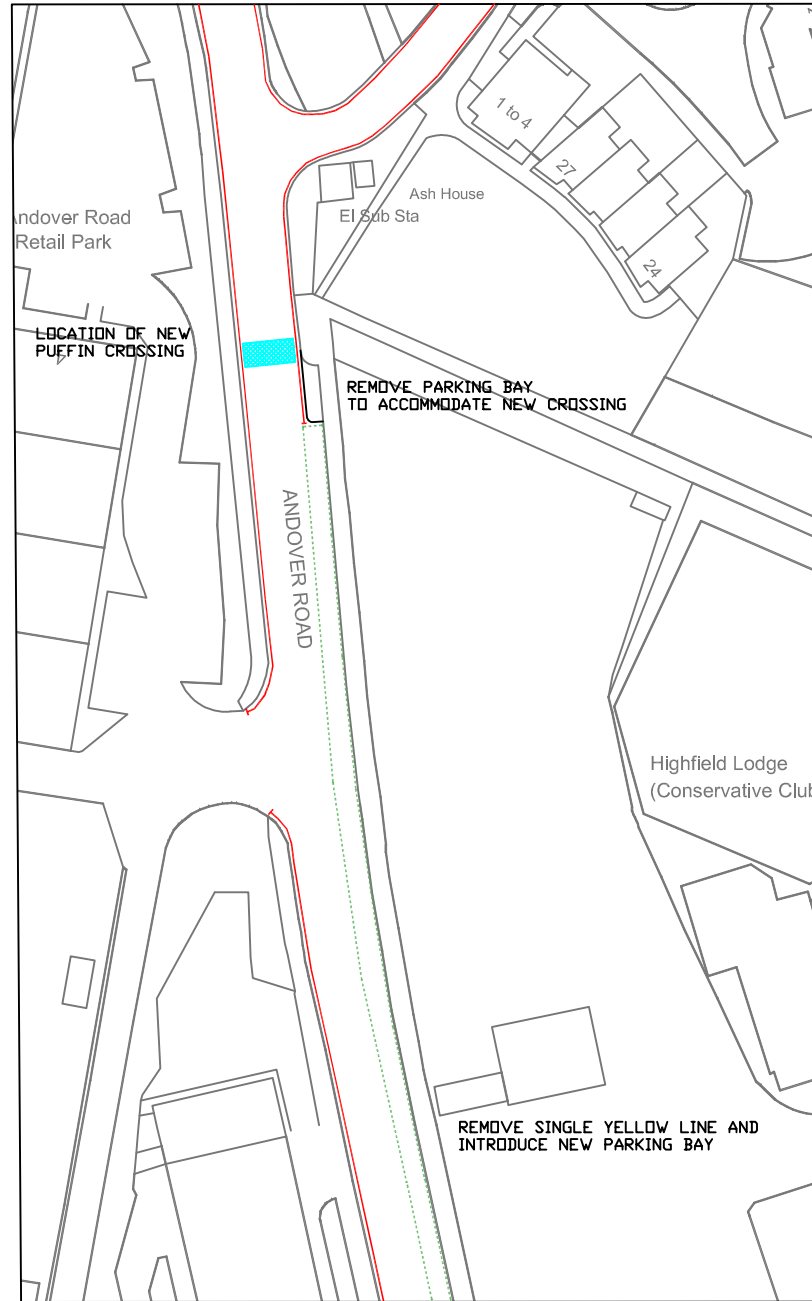 1 to 4
27
24
Ash House
El Sub Sta
Andover Road
Retail Park
LOCATION OF NEW
PUFFIN CROSSING
REMOVE PARKING BAY
TO ACCOMMODATE NEW CROSSING
ANDOVER ROAD
Highfield Lodge
(Conservative Club
REMOVE SINGLE YELLOW LINE AND
INTRODUCE NEW PARKING BAY